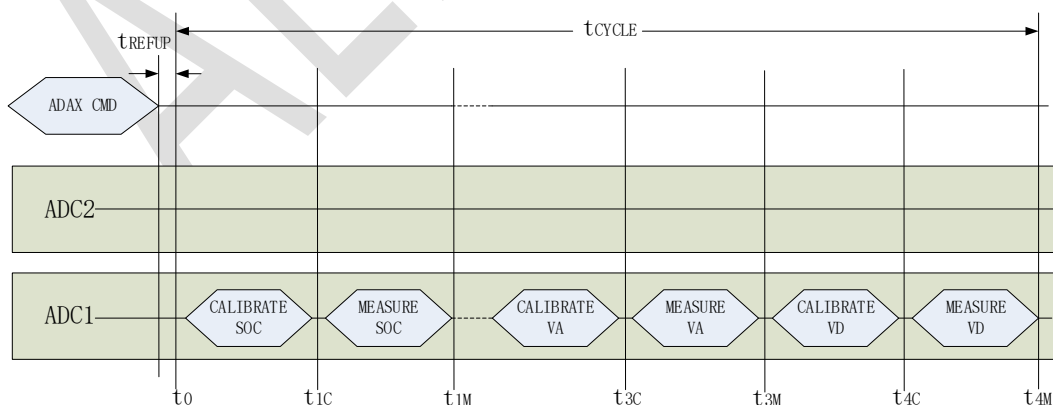 tCYCLE
tREFUP
ADAX CMD
ADC2
ADC1
CALIBRATE SOC
MEASURE SOC
CALIBRATE VA
MEASURE VA
CALIBRATE VD
MEASURE VD
t0 t1C t1M t3C t3M t4C t4M